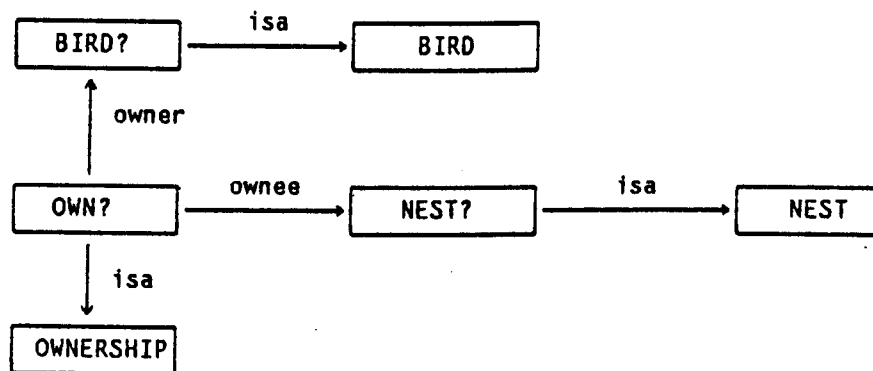 isa
BIRD? BIRD
owner
ownee isa
OWN? NEST? NEST
isa
OWNERSHIP